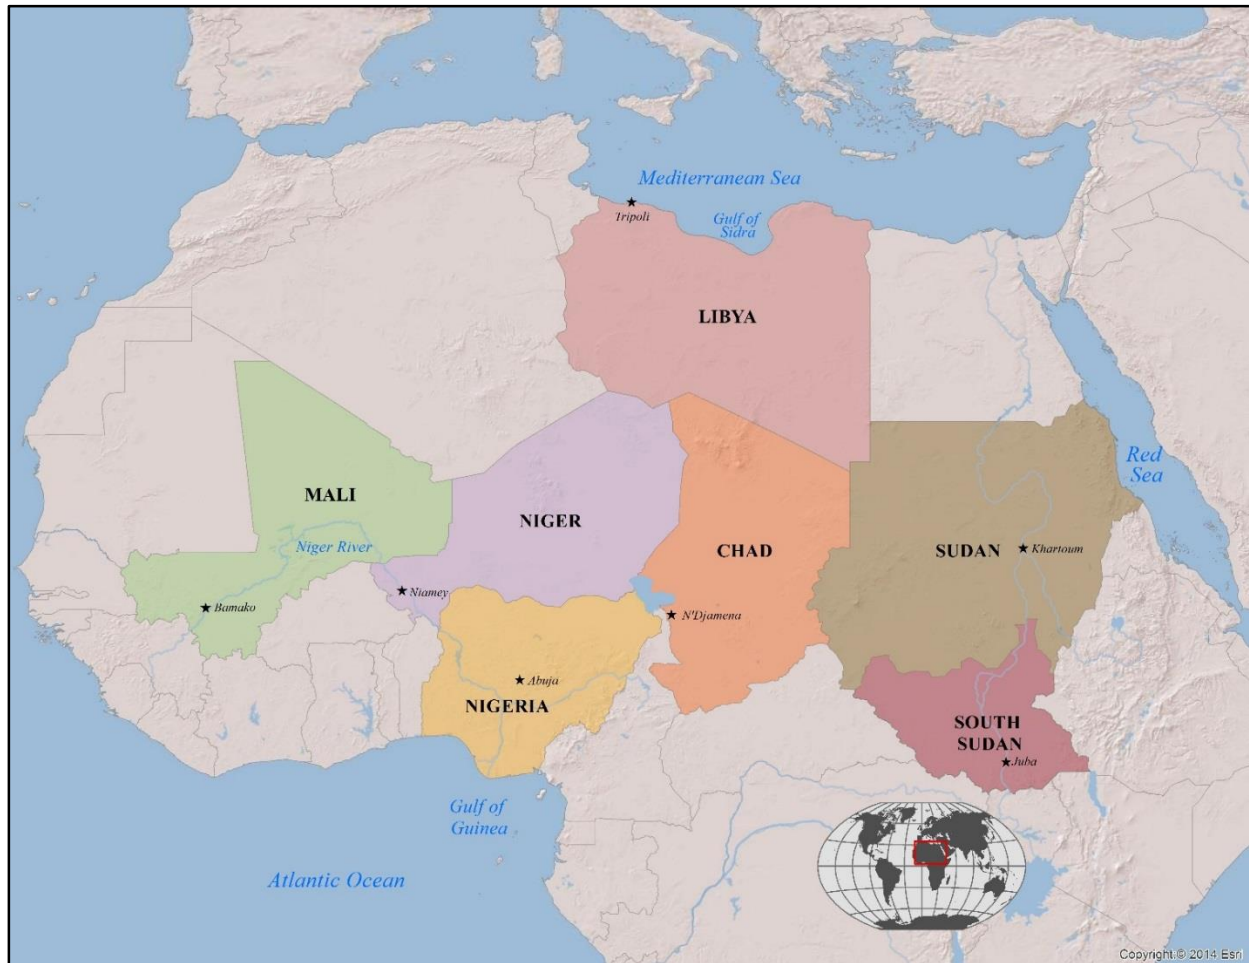 Mediterranean Sea
Tripoli
Gulf of
Sidra
LIBYA
Red
Sea
MALI
NIGER
Niger River
CHAD
SUDAN
Khartoum
Niamey
Bamako
N'Djamena
Abuja
NIGERIA
SOUTH
SUDAN
Juba
Gulf of
Guinea
Atlantic Ocean
Copyright:© 2014 Esri